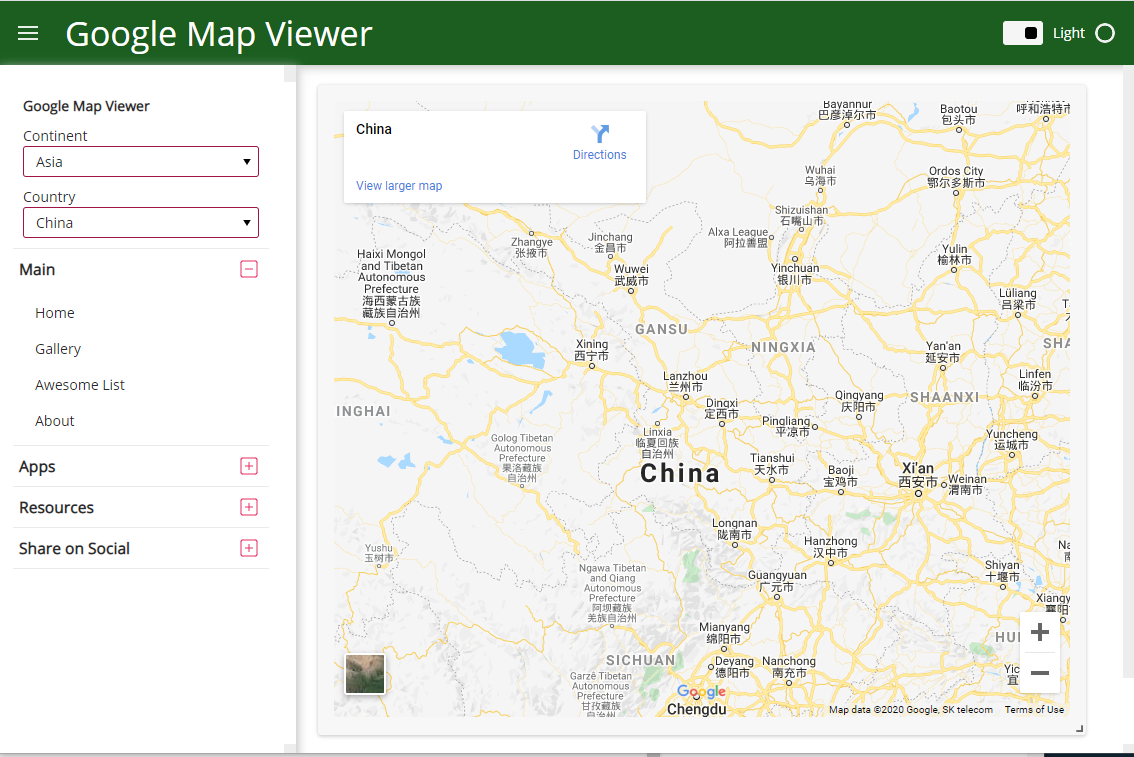 Google Map Viewer
Light
Google Map Viewer
Continent
Asia
Country
China
Main
Home
Gallery
Awesome List
About
Apps
Resources
Share on Social
China
Directions
View larger map
Bayannur
巴彦淖尔市
Baotou
包头市
呼和浩特市
Wuhai
乌海市
Ordos City
鄂尔多斯市
Shizuishan
石嘴山市
Alxa League
阿拉善盟
Zhangye
张掖市
Jinchang
金昌市
Haixi Mongol
and Tibetan
Autonomous
Prefecture
海西蒙古族
藏族自治州
Wuwei
武威市
Yinchuan
银川市
Yulin
榆林市
Lüliang
吕梁市
GANSU
NINGXIA
SHA
Xining
西宁市
Yan'an
延安市
Lanzhou
兰州市
Linfen
临汾市
Qingyang
庆阳市
SHAANXI
Dingxi
定西市
INGHAI
Pingliang
平凉市
Linxia
临夏回族
自治州
Yuncheng
运城市
Golog Tibetan
Autonomous
Prefecture
果洛藏族
自治州
China
Tianshui
天水市
Baoji
宝鸡市
Xi'an
西安市
Weinan
渭南市
Longnan
陇南市
Hanzhong
汉中市
Yushu
玉树市
Ngawa Tibetan
and Qiang
Autonomous
Prefecture
阿坝藏族
羌族自治州
Guangyuan
广元市
Shiyan
十堰市
Xiangy
襄阳
Mianyang
绵阳市
HU
SICHUAN
Deyang
德阳市
Nanchong
南充市
Yic
宜
Garzê Tibetan
Autonomous
Prefecture
甘孜藏族
自治州
Google
Chengdu
Map data ©2020 Google, SK telecom
Terms of Use